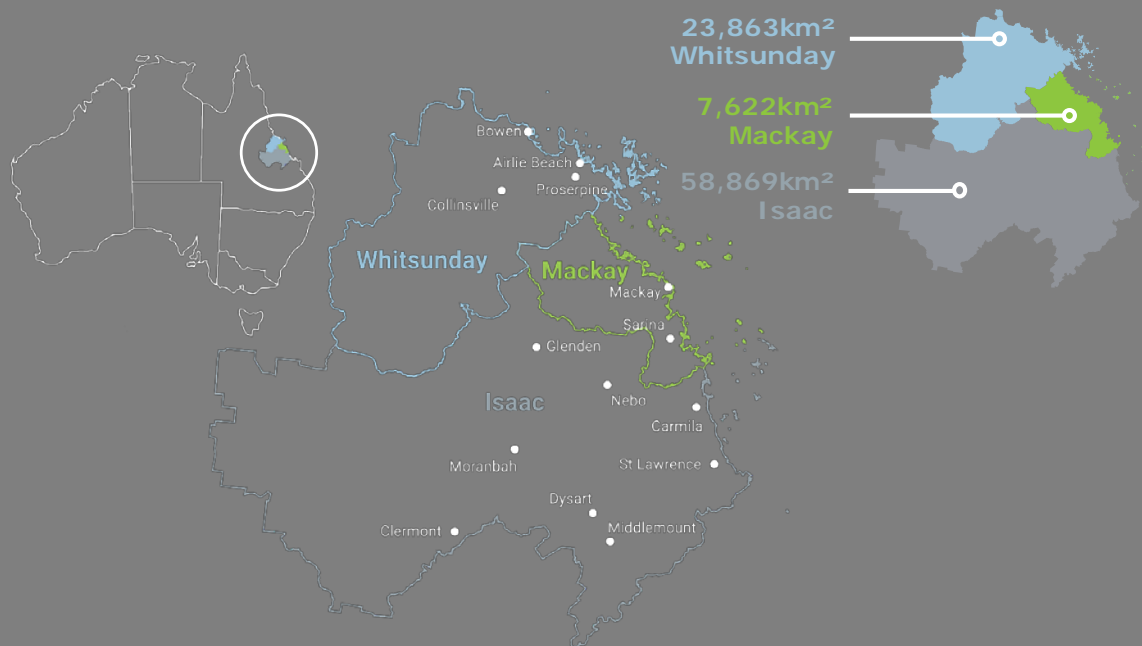 23,863km²
Whitsunday
7,622km²
Mackay
58,869km²
Isaac
Bowen
Airlie Beach
Proserpine
Collinsville
Whitsunday
Mackay
Mackay
Sarina
Glenden
Isaac
Nebo
Carmila
Moranbah
St Lawrence
Dysart
Clermont
Middlemount